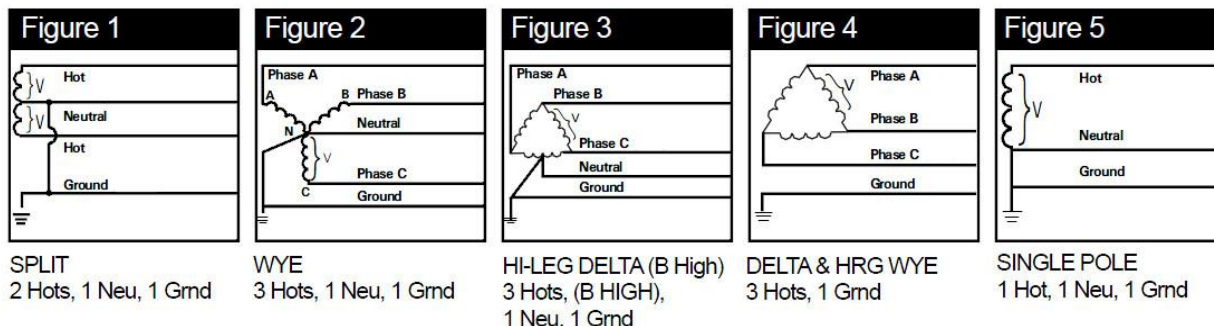 Figure 1
Hot
V
Neutral
V
Hot
Ground
SPLIT
2 Hots, 1 Neu, 1 Grnd
Figure 2
Phase A
A
B
Phase B
Neutral
N
V
Phase C
C
Ground
WYE
3 Hots, 1 Neu, 1 Grnd
Figure 3
Phase A
Phase B
V
Phase C
Neutral
Ground
HI-LEG DELTA (B High)
3 Hots, (B HIGH),
1 Neu, 1 Grnd
Figure 4
V
Phase A
Phase B
Phase C
Ground
DELTA & HRG WYE
3 Hots, 1 Grnd
Figure 5
Hot
V
Neutral
Ground
SINGLE POLE
1 Hot, 1 Neu, 1 Grnd